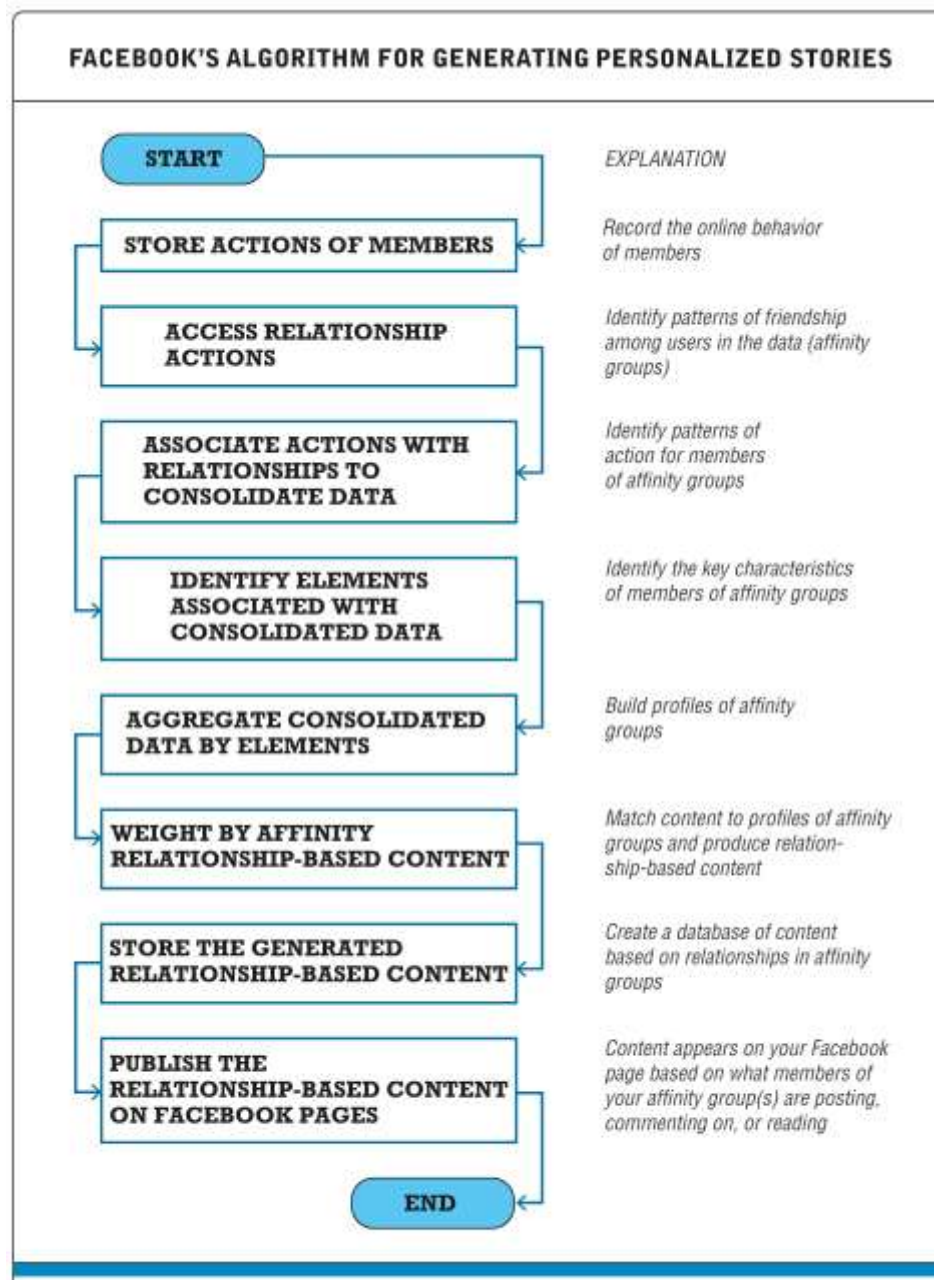 FACEBOOK'S ALGORITHM FOR GENERATING PERSONALIZED STORIES
START
EXPLANATION
STORE ACTIONS OF MEMBERS
Record the online behavior
of members
ACCESS RELATIONSHIP
ACTIONS
Identify patterns of friendship
among users in the data (affinity
groups)
ASSOCIATE ACTIONS WITH
RELATIONSHIPS TO
CONSOLIDATE DATA
Identify patterns of
action for members
of affinity groups
IDENTIFY ELEMENTS
ASSOCIATED WITH
CONSOLIDATED DATA
Identify the key characteristics
of members of affinity groups
AGGREGATE CONSOLIDATED
DATA BY ELEMENTS
Build profiles of affinity
groups
WEIGHT BY AFFINITY
RELATIONSHIP-BASED CONTENT
Match content to profiles of affinity
groups and produce relation-
ship-based content
STORE THE GENERATED
RELATIONSHIP-BASED CONTENT
Create a database of content
based on relationships in affinity
groups
PUBLISH THE
RELATIONSHIP-BASED CONTENT
ON FACEBOOK PAGES
Content appears on your Facebook
page based on what members of
your affinity group(s) are posting,
commenting on, or reading
END